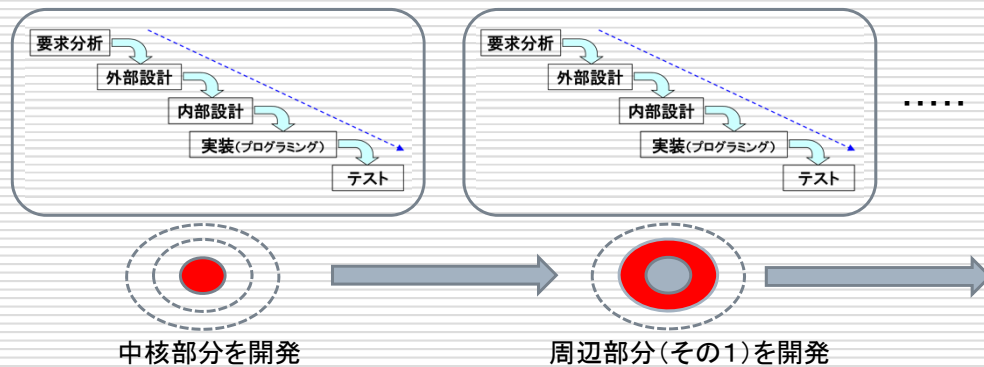 要求分析
外部設計
内部設計
実装(プログラミング)
テスト
要求分析
外部設計
内部設計
実装(プログラミング)
テスト
・・・・・
中核部分を開発
周辺部分(その１)を開発